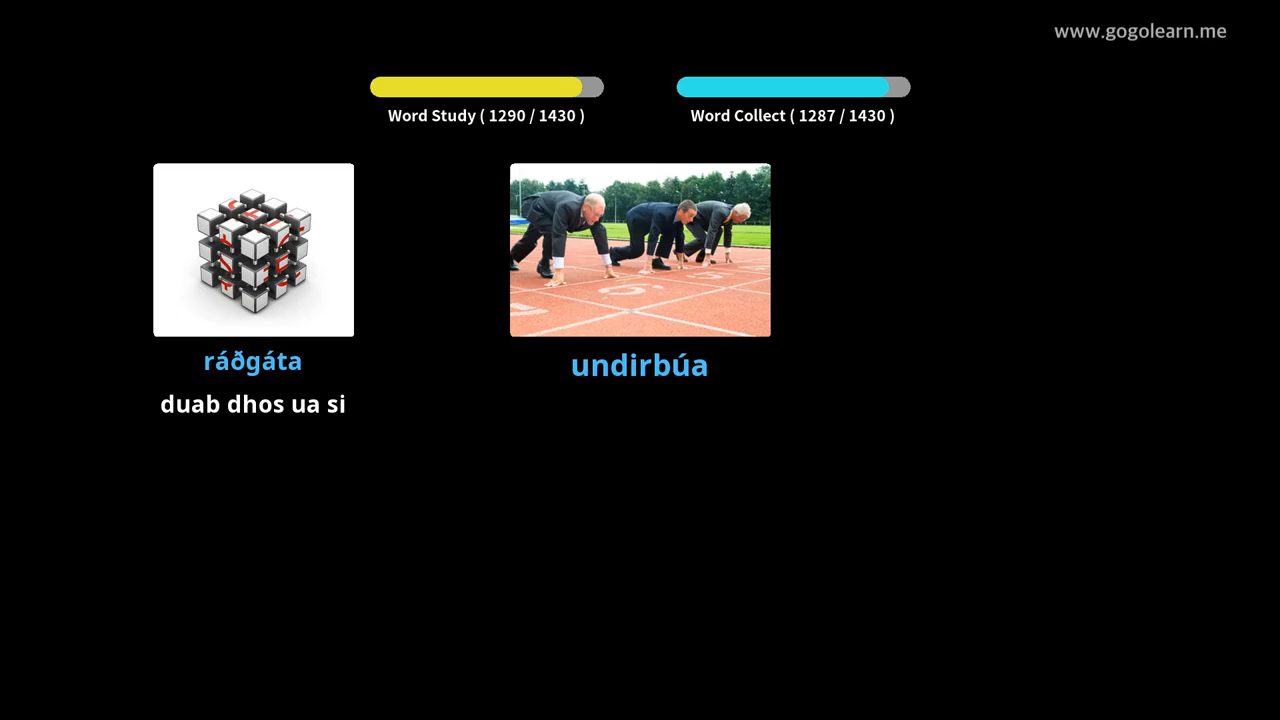 www.gogolearn.me
Word Study ( 1290 / 1430 )
Word Collect ( 1287 / 1430 )
ráðgáta
duab dhos ua si
undirbúa